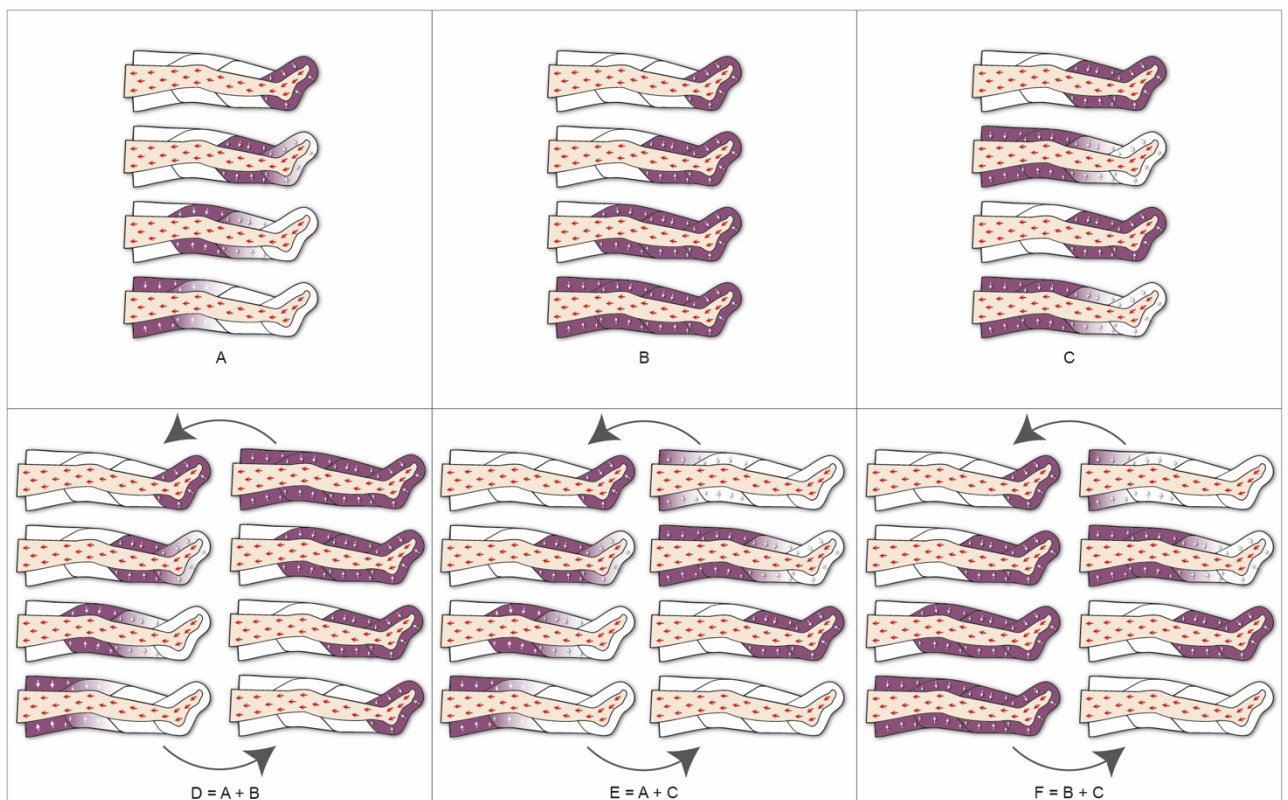 A
B
C
D = A + B
E = A + C
F = B + C